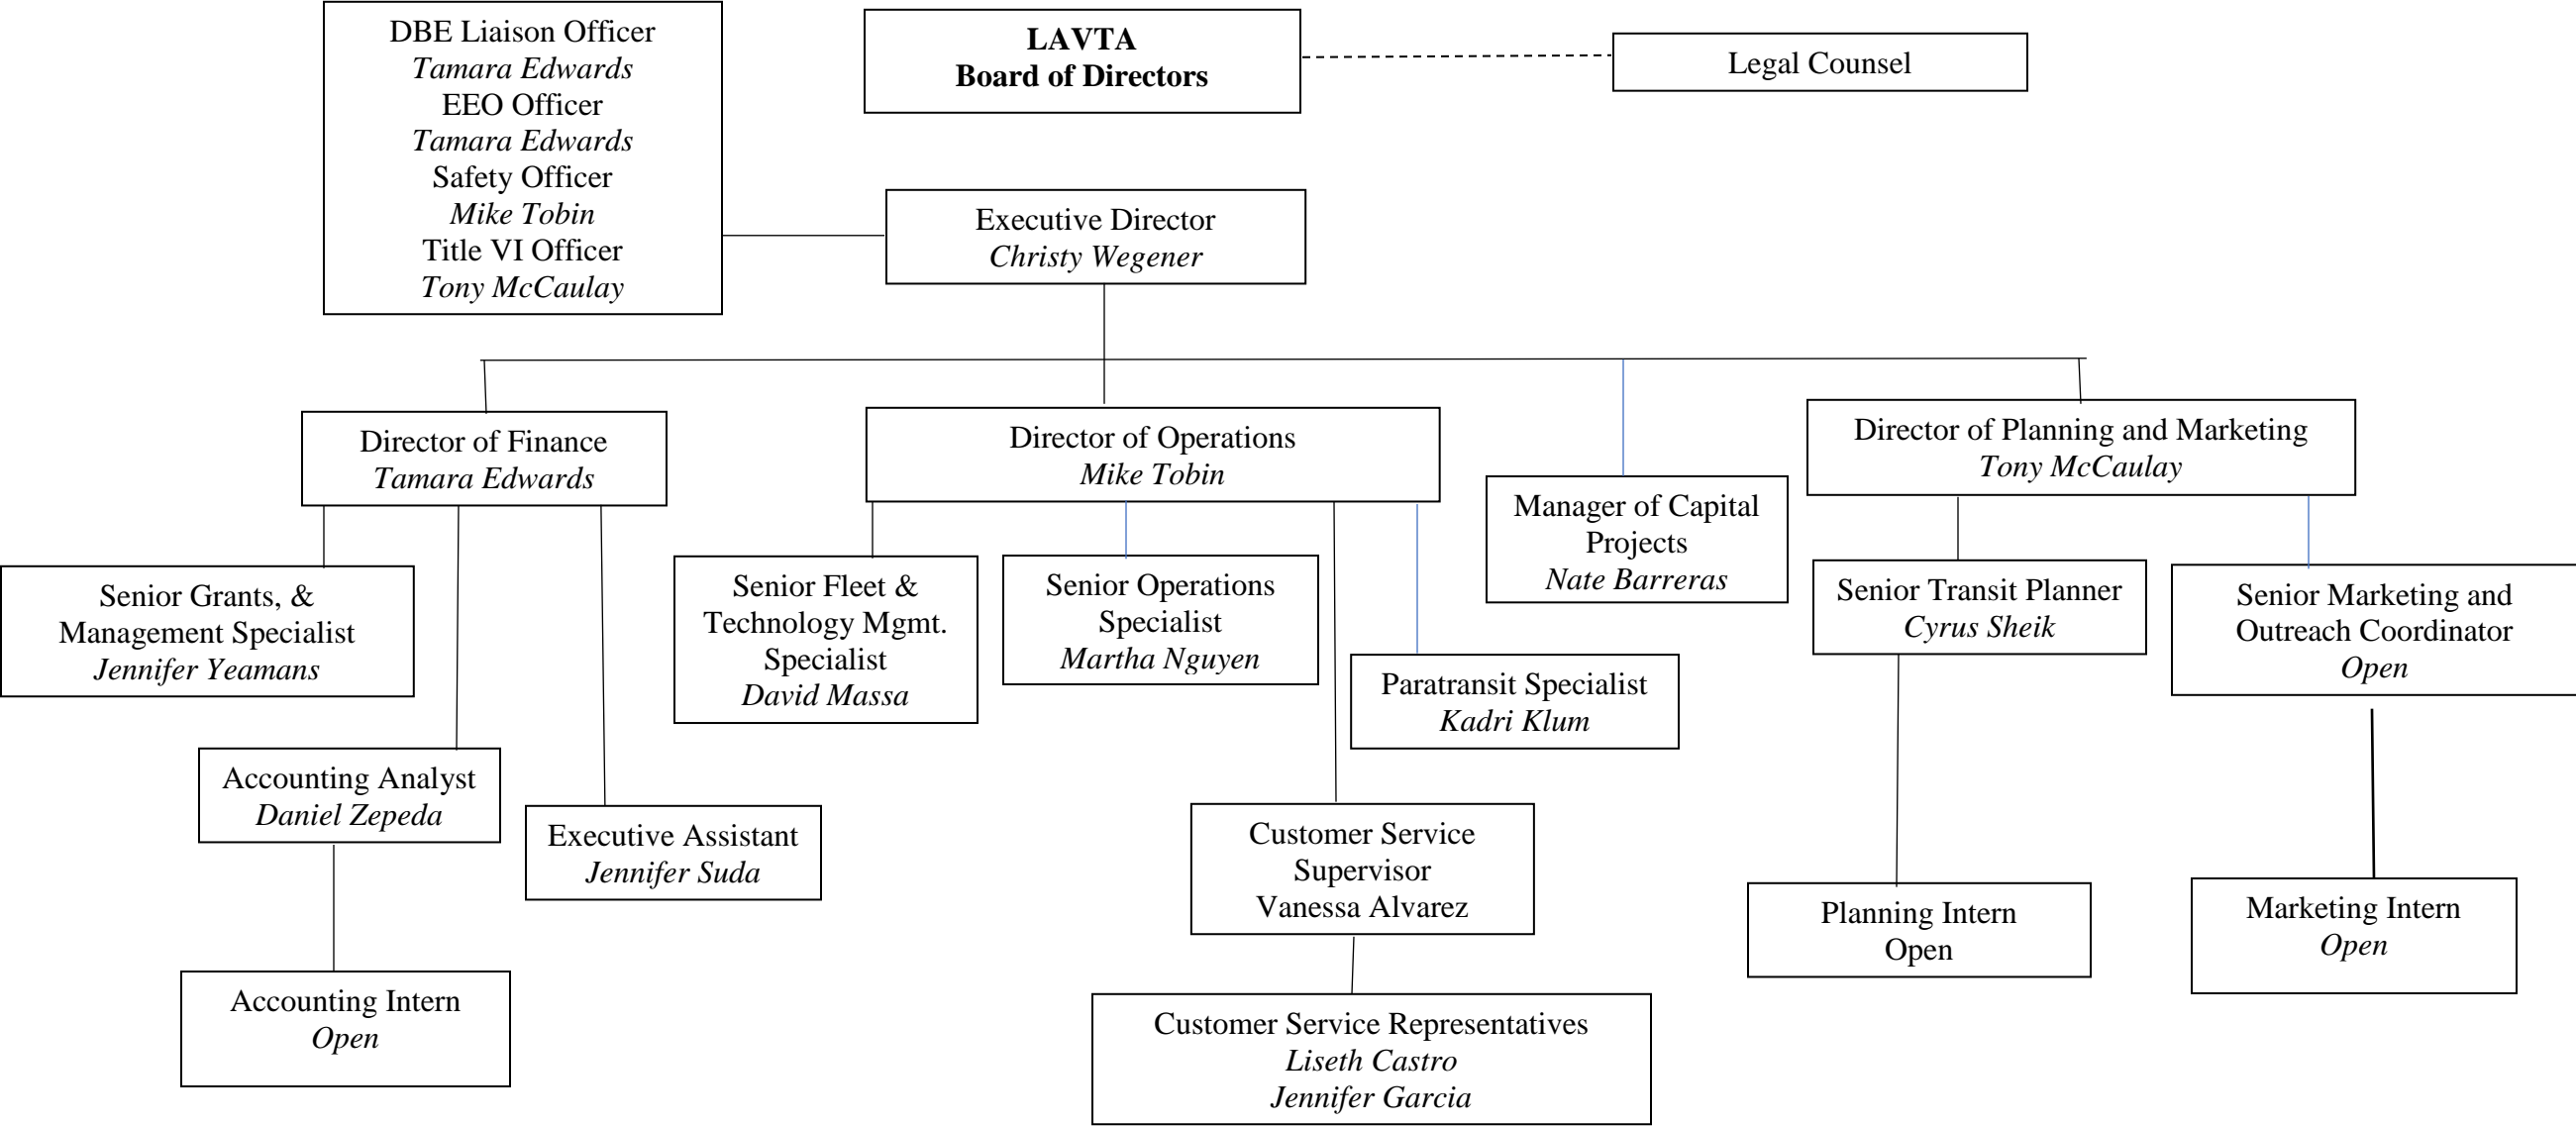 DBE Liaison Officer
Tamara Edwards
EEO Officer
Tamara Edwards
Safety Officer
Mike Tobin
Title VI Officer
Tony McCaulay
LAVTA
Board of Directors
Legal Counsel
Executive Director
Christy Wegener
Director of Finance
Tamara Edwards
Director of Operations
Mike Tobin
Manager of Capital
Projects
Nate Barreras
Director of Planning and Marketing
Tony McCaulay
Senior Grants, &
Management Specialist
Jennifer Yeamans
Senior Fleet &
Technology Mgmt.
Specialist
David Massa
Senior Operations
Specialist
Martha Nguyen
Paratransit Specialist
Kadri Klum
Senior Transit Planner
Cyrus Sheik
Senior Marketing and
Outreach Coordinator
Open
Accounting Analyst
Daniel Zepeda
Executive Assistant
Jennifer Suda
Customer Service
Supervisor
Vanessa Alvarez
Planning Intern
Open
Marketing Intern
Open
Accounting Intern
Open
Customer Service Representatives
Liseth Castro
Jennifer Garcia